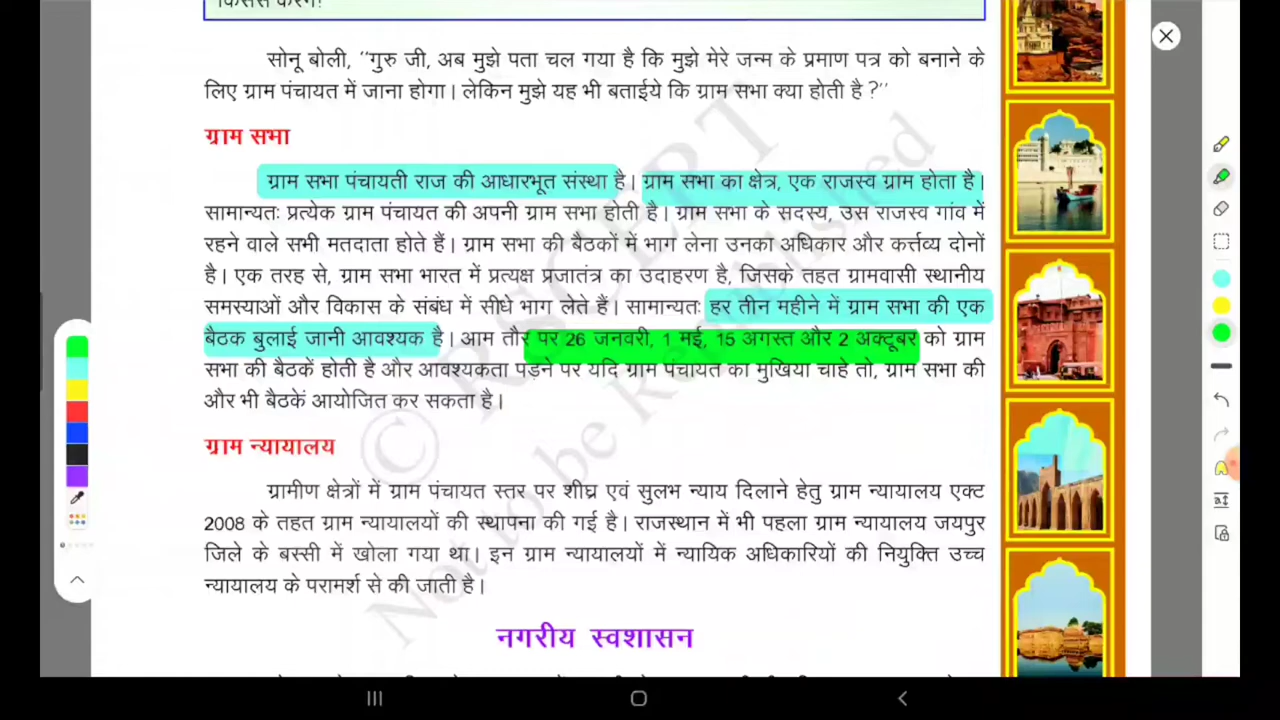 सोनू बोली, ‘‘गुरु जी, अब मुझे पता चल गया है कि मुझे मेरे जन्म के प्रमाण पत्र को बनाने के
लिए ग्राम पंचायत में जाना होगा। लेकिन मुझे यह भी बताईये कि ग्राम सभा क्या होती है ?’’
ग्राम सभा
ग्राम सभा पंचायती राज की आधारभूत संस्था है। ग्राम सभा का क्षेत्र, एक राजस्व ग्राम होता है।
सामान्यतः प्रत्येक ग्राम पंचायत की अपनी ग्राम सभा होती है। ग्राम सभा के सदस्य, उस राजस्व गांव में
रहने वाले सभी मतदाता होते हैं। ग्राम सभा की बैठकों में भाग लेना उनका अधिकार और कर्त्तव्य दोनों
है। एक तरह से, ग्राम सभा भारत में प्रत्यक्ष प्रजातंत्र का उदाहरण है, जिसके तहत ग्रामवासी स्थानीय
समस्याओं और विकास के संबंध में सीधे भाग लेते हैं। सामान्यतः हर तीन महीने में ग्राम सभा की एक
बैठक बुलाई जानी आवश्यक है। आम तौर पर 26 जनवरी, 1 मई, 15 अगस्त और 2 अक्टूबर को ग्राम
सभा की बैठकें होती है और आवश्यकता पड़ने पर यदि ग्राम पंचायत का मुखिया चाहे तो, ग्राम सभा की
और भी बैठकें आयोजित कर सकता है।
ग्राम न्यायालय
ग्रामीण क्षेत्रों में ग्राम पंचायत स्तर पर शीघ्र एवं सुलभ न्याय दिलाने हेतु ग्राम न्यायालय एक्ट
2008 के तहत ग्राम न्यायालयों की स्थापना की गई है। राजस्थान में भी पहला ग्राम न्यायालय जयपुर
जिले के बस्सी में खोला गया था। इन ग्राम न्यायालयों में न्यायिक अधिकारियों की नियुक्ति उच्च
न्यायालय के परामर्श से की जाती है।
नगरीय स्वशासन
© RSCERT
Not to be Republished